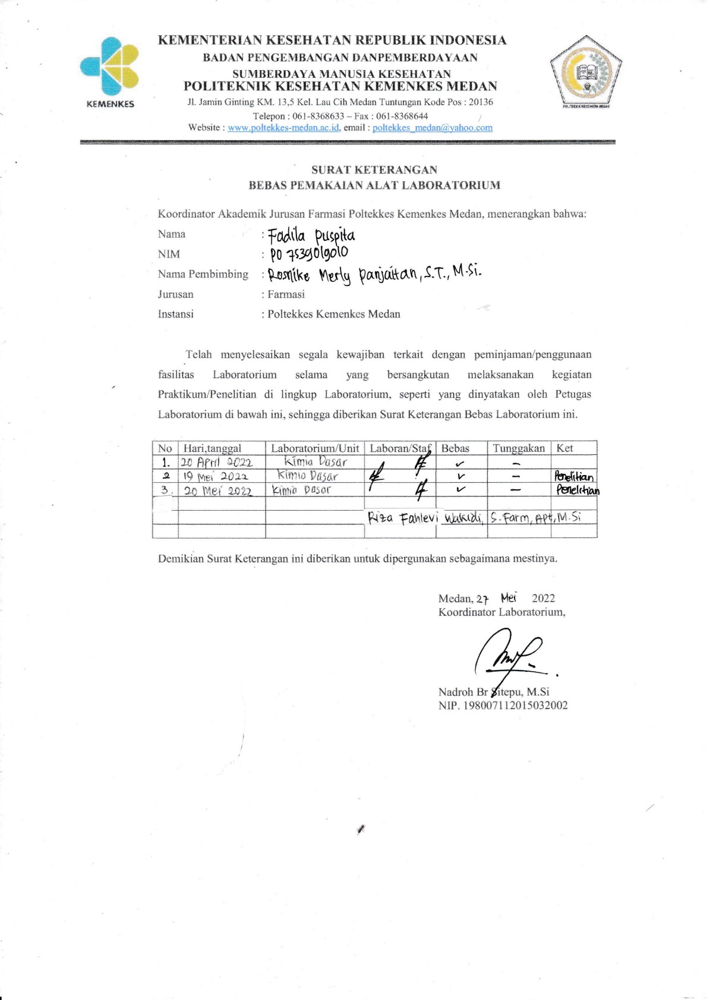 KEMENTERIAN KESEHATAN REPUBLIK INDONESIA
BADAN PENGEMBANGAN DANPEMBERDAYAAN
SUMBERDAYA MANUSIA KESEHATAN
POLITEKNIK KESEHATAN KEMENKES MEDAN
KEMENKES
POLITEKNIK KESEHATAN MEDAN
Jl. Jamin Ginting KM. 13,5 Kel. Lau Cih Medan Tuntungan Kode Pos : 20136
Telepon : 061-8368633 – Fax : 061-8368644
Website : www.poltekkes-medan.ac.id, email : poltekkes_medan@yahoo.com
SURAT KETERANGAN
BEBAS PEMAKAIAN ALAT LABORATORIUM
Koordinator Akademik Jurusan Farmasi Poltekkes Kemenkes Medan, menerangkan bahwa:
Nama : Fadila Puspita
NIM : PO 7539019010
Nama Pembimbing : Rosnike Merly Panjaitan, S.T., M.Si.
Jurusan : Farmasi
Instansi : Poltekkes Kemenkes Medan
Telah menyelesaikan segala kewajiban terkait dengan peminjaman/penggunaan
fasilitas Laboratorium selama yang bersangkutan melaksanakan kegiatan
Praktikum/Penelitian di lingkup Laboratorium, seperti yang dinyatakan oleh Petugas
Laboratorium di bawah ini, sehingga diberikan Surat Keterangan Bebas Laboratorium ini.
No Hari,tanggal Laboratorium/Unit Laboran/Staf Bebas Tunggakan Ket
1. 20 April 2022 Kimia Dasar ✓ –
2 19 Mei 2022 Kimia Dasar ✓ – Penelitian
3. 20 Mei 2022 Kimia Dasar ✓ – Penelitian
Riza Fahlevi Wakidi, S.Farm, Apt, M.Si
Demikian Surat Keterangan ini diberikan untuk dipergunakan sebagaimana mestinya.
Medan, 27 Mei 2022
Koordinator Laboratorium,
Nadroh Br Sitepu, M.Si
NIP. 198007112015032002